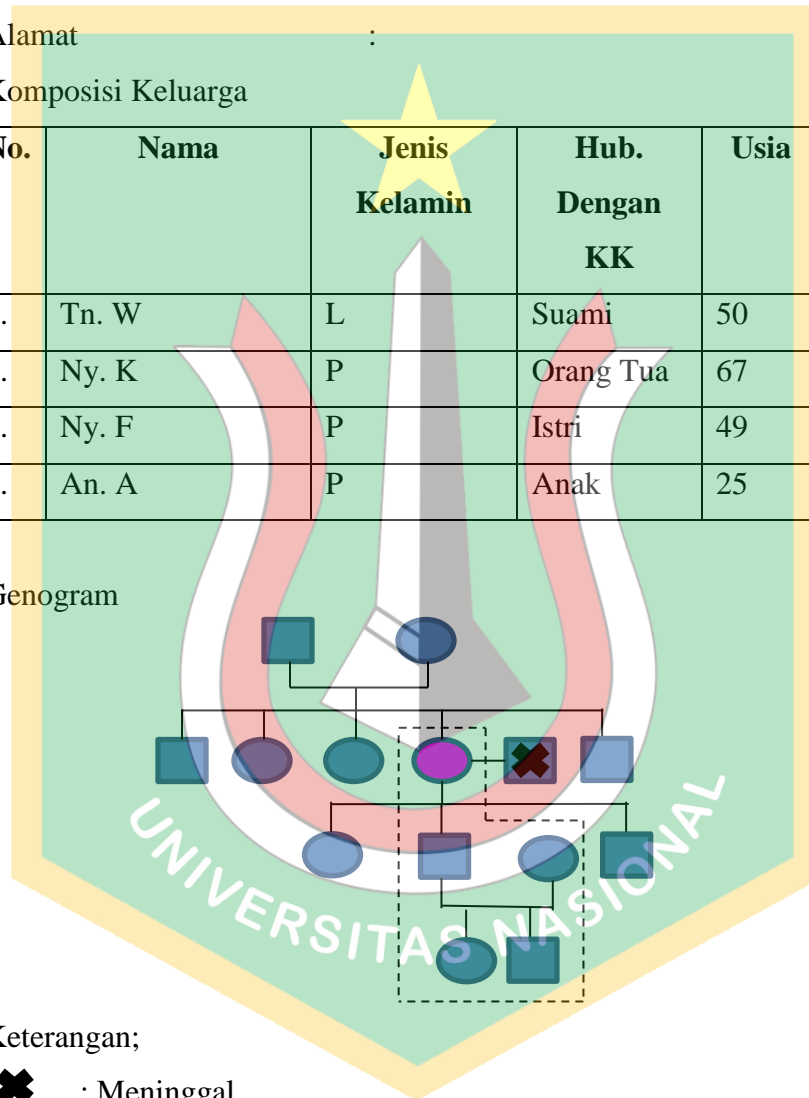 Alamat :
Komposisi Keluarga
No. Nama Jenis Kelamin Hub. Dengan KK Usia
. Tn. W L Suami 50
. Ny. K P Orang Tua 67
. Ny. F P Istri 49
. An. A P Anak 25
Genogram
UNIVERSITAS NASIONAL
Keterangan;
: Meninggal